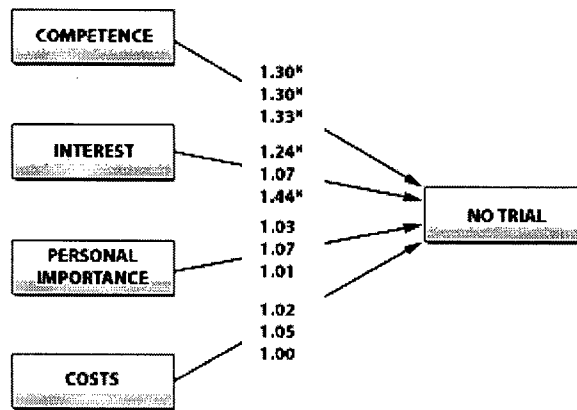 COMPETENCE
1.30*
1.30*
1.33*
INTEREST
1.24*
1.07
1.44*
NO TRIAL
1.03
PERSONAL
IMPORTANCE
1.07
1.01
1.02
1.05
1.00
COSTS